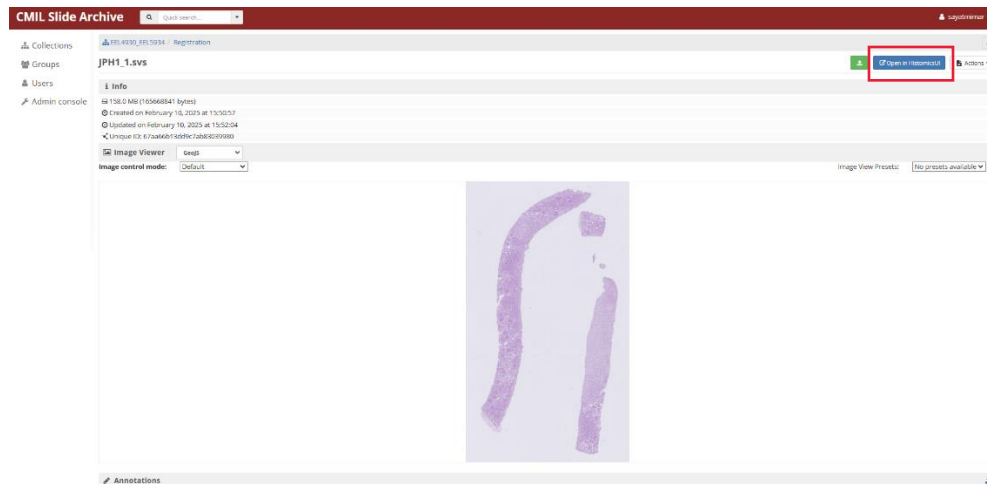 CMIL Slide Archive
Quick search...
sayatmimar
Collections
Groups
Users
Admin console
EEL4930_EEL5934 / Registration
JPH1_1.svs
Open in HistomicsUI
Actions
Info
158.0 MB (165668841 bytes)
Created on February 10, 2025 at 15:50:57
Updated on February 10, 2025 at 15:52:04
Unique ID:
Image Viewer
GeoJS
Image control mode:
Default
Image View Presets:
No presets available
Annotations